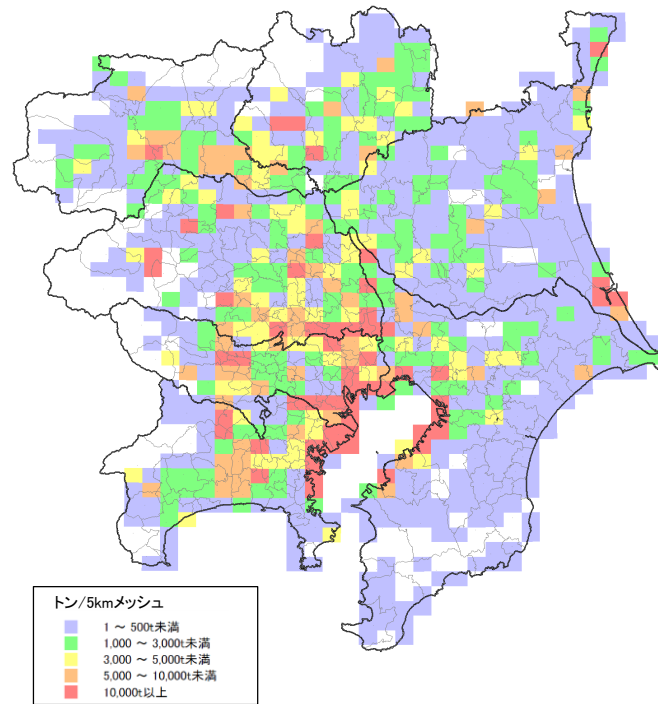 トン/5kmメッシュ
1 ～ 500t未満
1,000 ～ 3,000t未満
3,000 ～ 5,000t未満
5,000 ～ 10,000t未満
10,000t以上